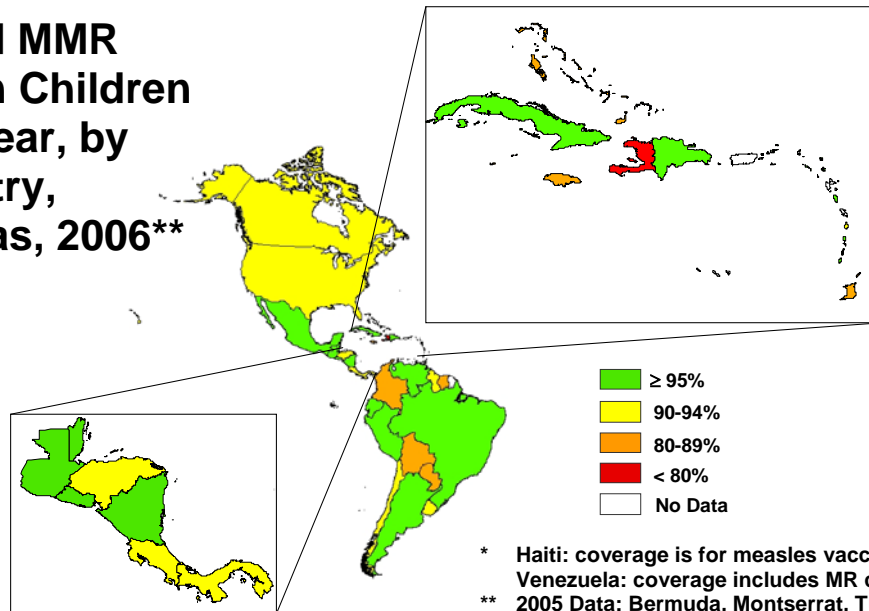 MMR
Children
ear, by
try,
as, 2006**
≥ 95%
90-94%
80-89%
< 80%
No Data
* Haiti: coverage is for measles vacc
Venezuela: coverage includes MR
** 2005 Data: Bermuda, Montserrat, T